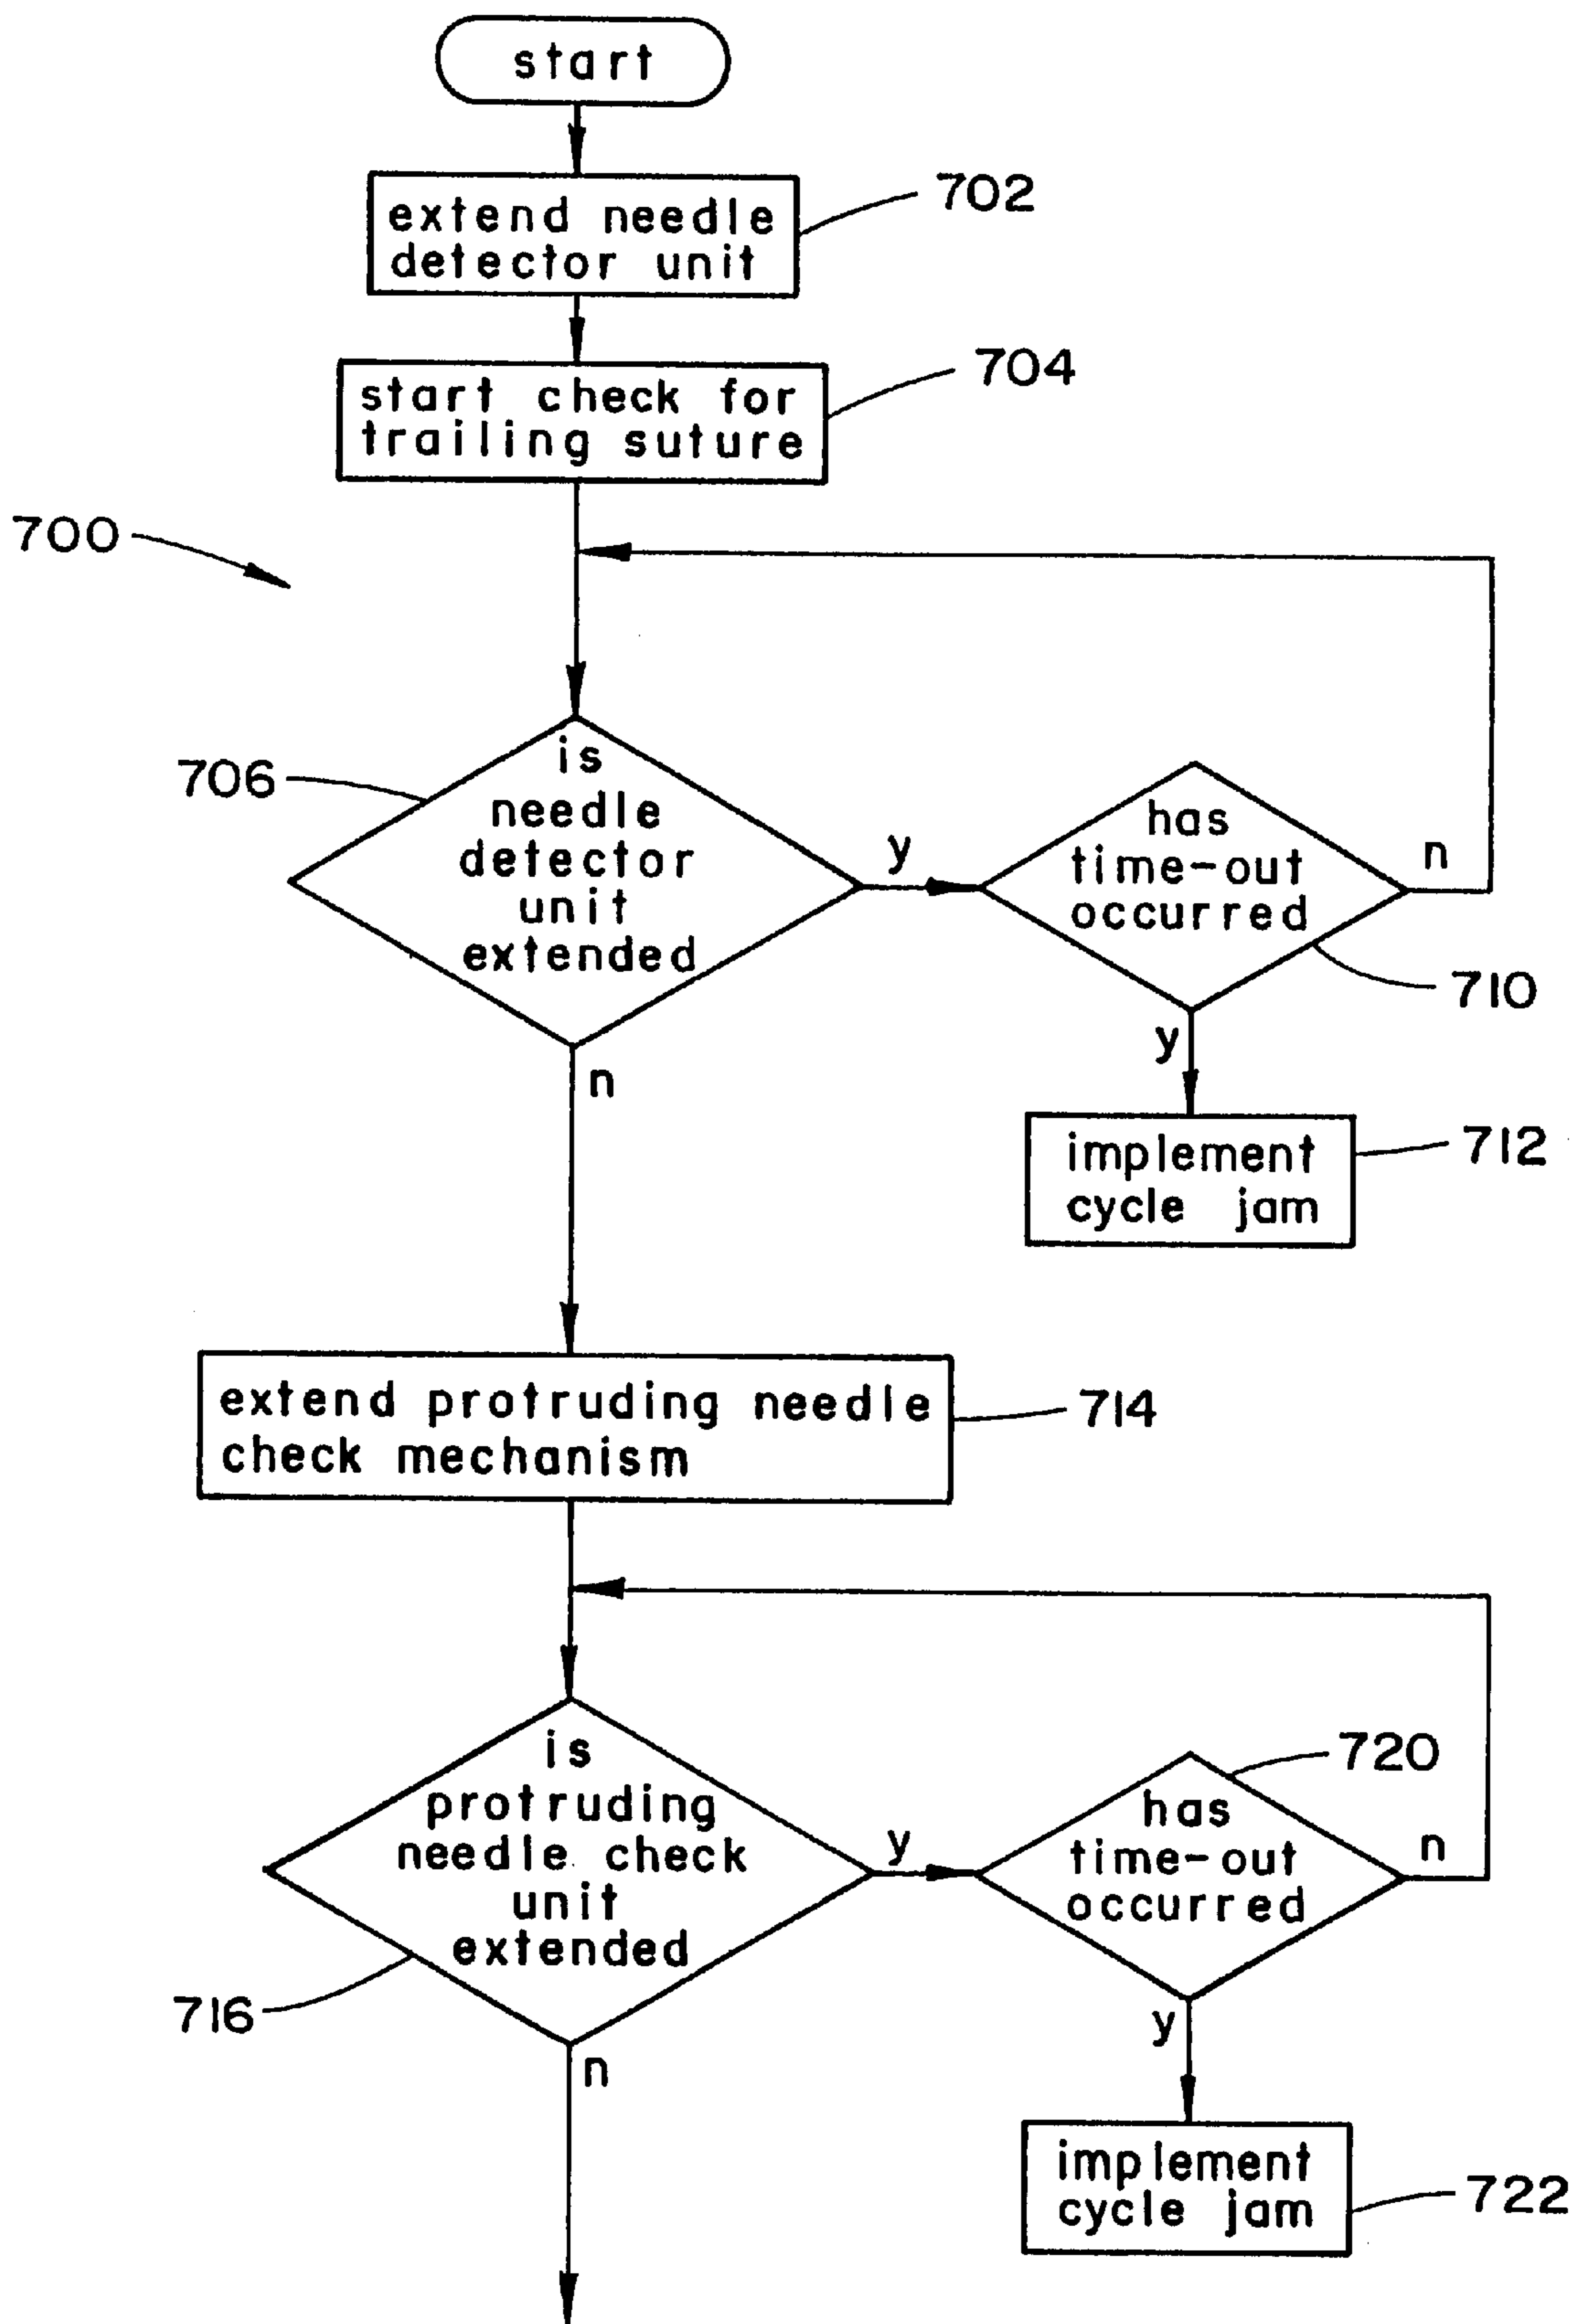 start
extend needle
detector unit
702
start check for
trailing suture
704
700
is
needle
detector
unit
extended
706
y
has
time-out
occurred
n
710
y
n
implement
cycle jam
712
extend protruding needle
check mechanism
714
is
protruding
needle check
unit
extended
716
y
720
has
time-out
occurred
n
y
n
implement
cycle jam
722